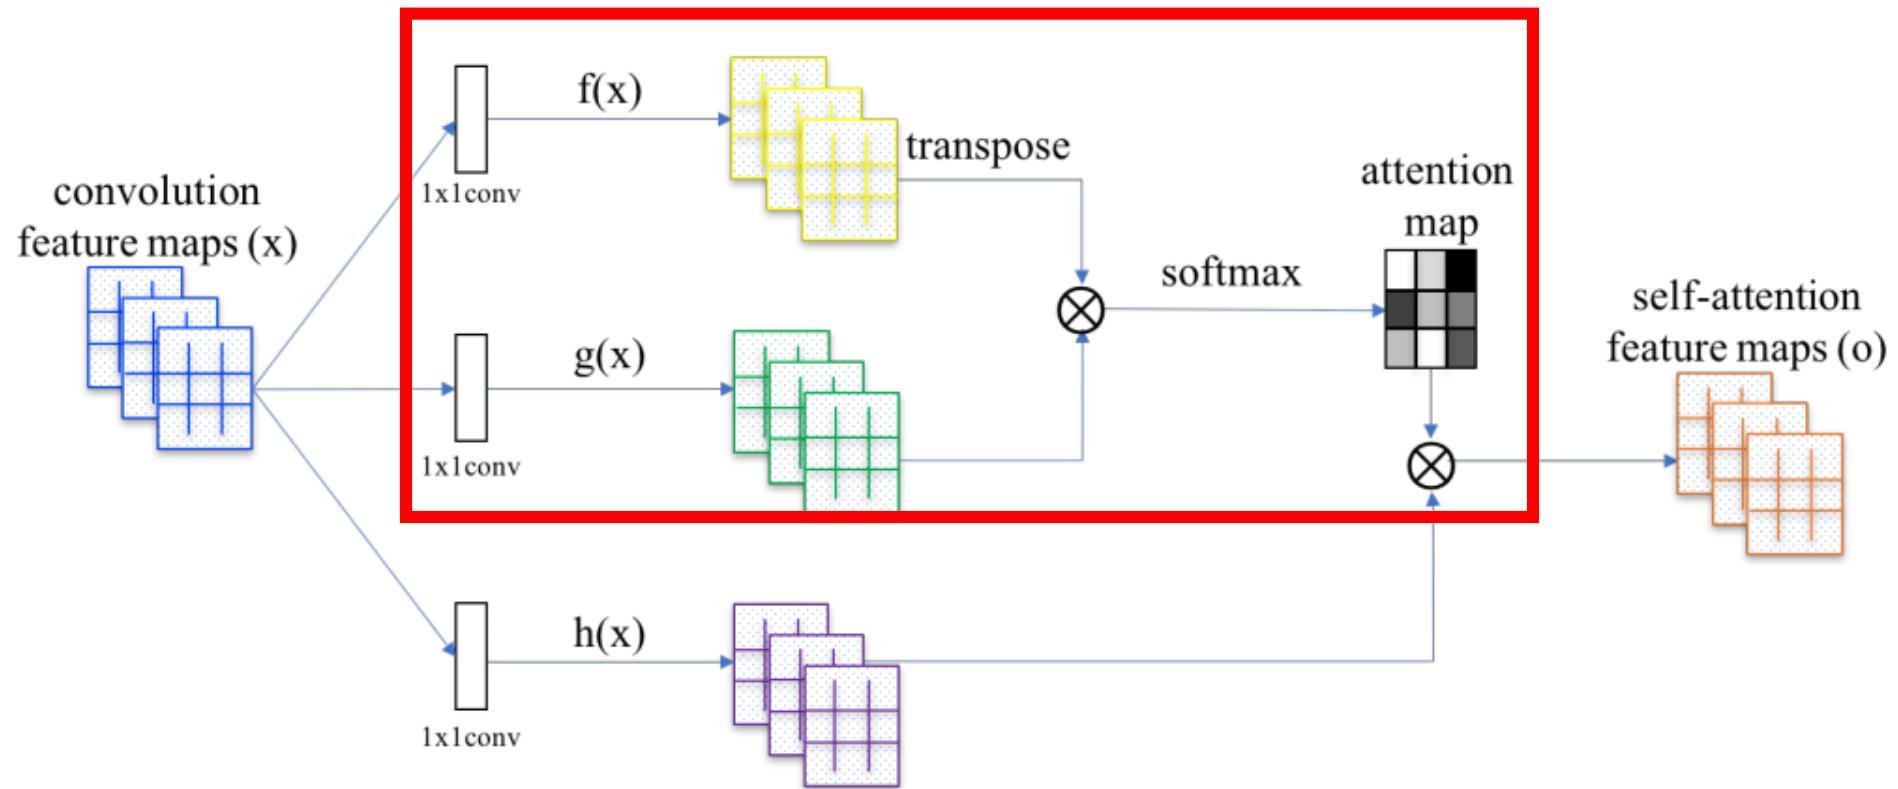 convolution
feature maps (x)
1x1conv
f(x)
transpose
1x1conv
g(x)
softmax
attention
map
1x1conv
h(x)
self-attention
feature maps (o)